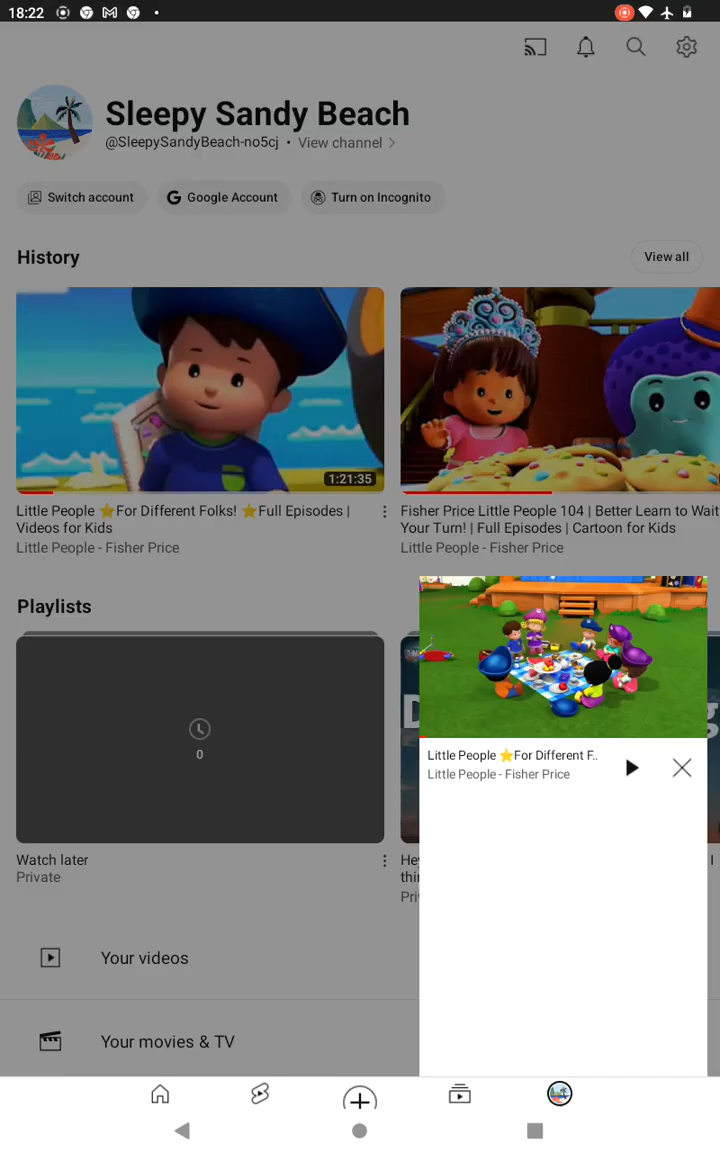 18:22
Sleepy Sandy Beach
@SleepySandyBeach-no5cj • View channel
Switch account
Google Account
Turn on Incognito
History
View all
1:21:35
Little People ⭐For Different Folks! ⭐Full Episodes |
Videos for Kids
Little People - Fisher Price
Fisher Price Little People 104 | Better Learn to Wait
Your Turn! | Full Episodes | Cartoon for Kids
Little People - Fisher Price
Playlists
0
Watch later
Private
Little People ⭐For Different F..
Little People - Fisher Price
Your videos
Your movies & TV